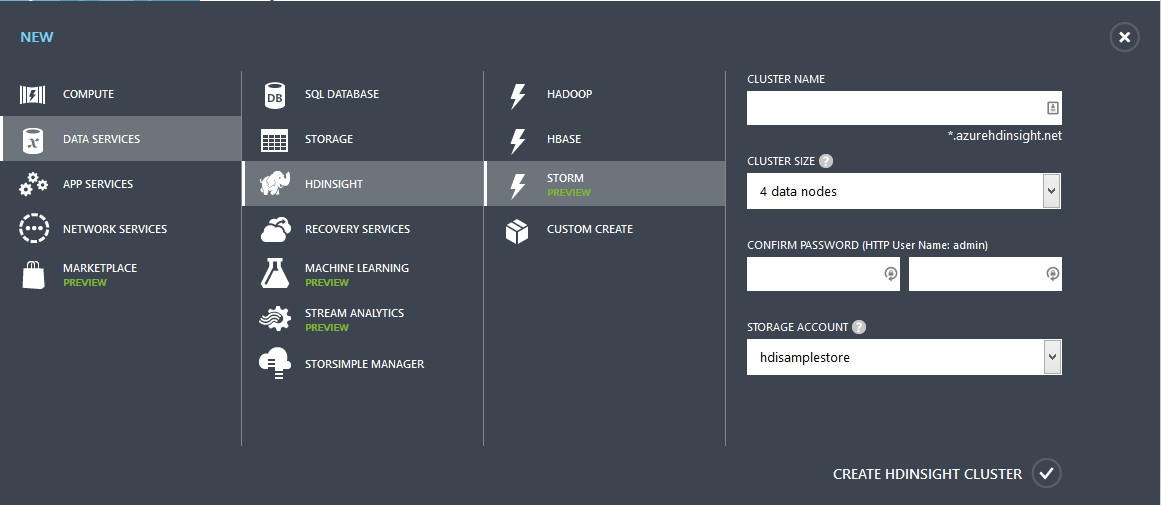 NEW
COMPUTE
DATA SERVICES
APP SERVICES
NETWORK SERVICES
MARKETPLACE
PREVIEW
DB
SQL DATABASE
STORAGE
HDINSIGHT
RECOVERY SERVICES
MACHINE LEARNING
PREVIEW
STREAM ANALYTICS
PREVIEW
STORSIMPLE MANAGER
HADOOP
HBASE
STORM
PREVIEW
CUSTOM CREATE
CLUSTER NAME
*.azurehdinsight.net
CLUSTER SIZE ?
4 data nodes
CONFIRM PASSWORD (HTTP User Name: admin)
STORAGE ACCOUNT ?
hdisamplestore
CREATE HDINSIGHT CLUSTER